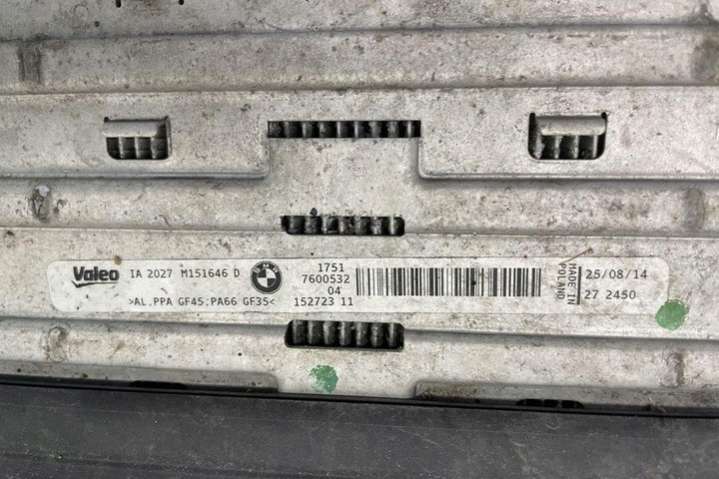 Valeo
IA 2027 M151646 D
>AL,PPA GF45;PA66 GF35<
BMW
1751
7600532
04
152723 11
MADE IN
POLAND
25/08/14
27 2450